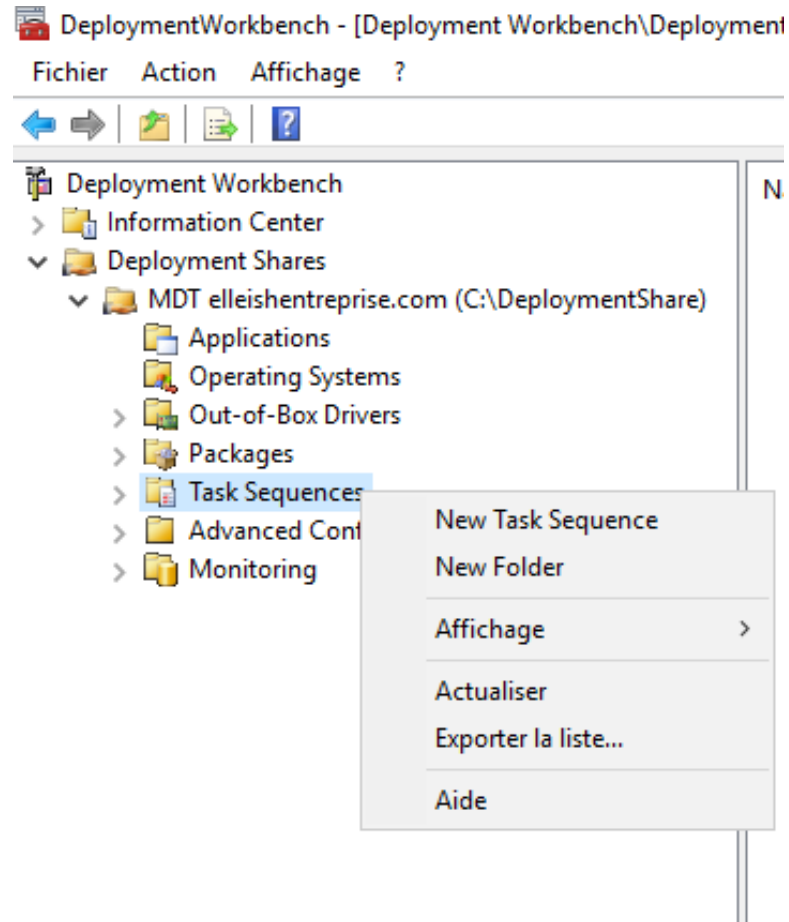 DeploymentWorkbench - [Deployment Workbench\Deployment
Fichier Action Affichage ?
Deployment Workbench
Information Center
Deployment Shares
MDT elleishentreprise.com (C:\DeploymentShare)
Applications
Operating Systems
Out-of-Box Drivers
Packages
Task Sequences
Advanced Conf
Monitoring
New Task Sequence
New Folder
Affichage
Actualiser
Exporter la liste...
Aide